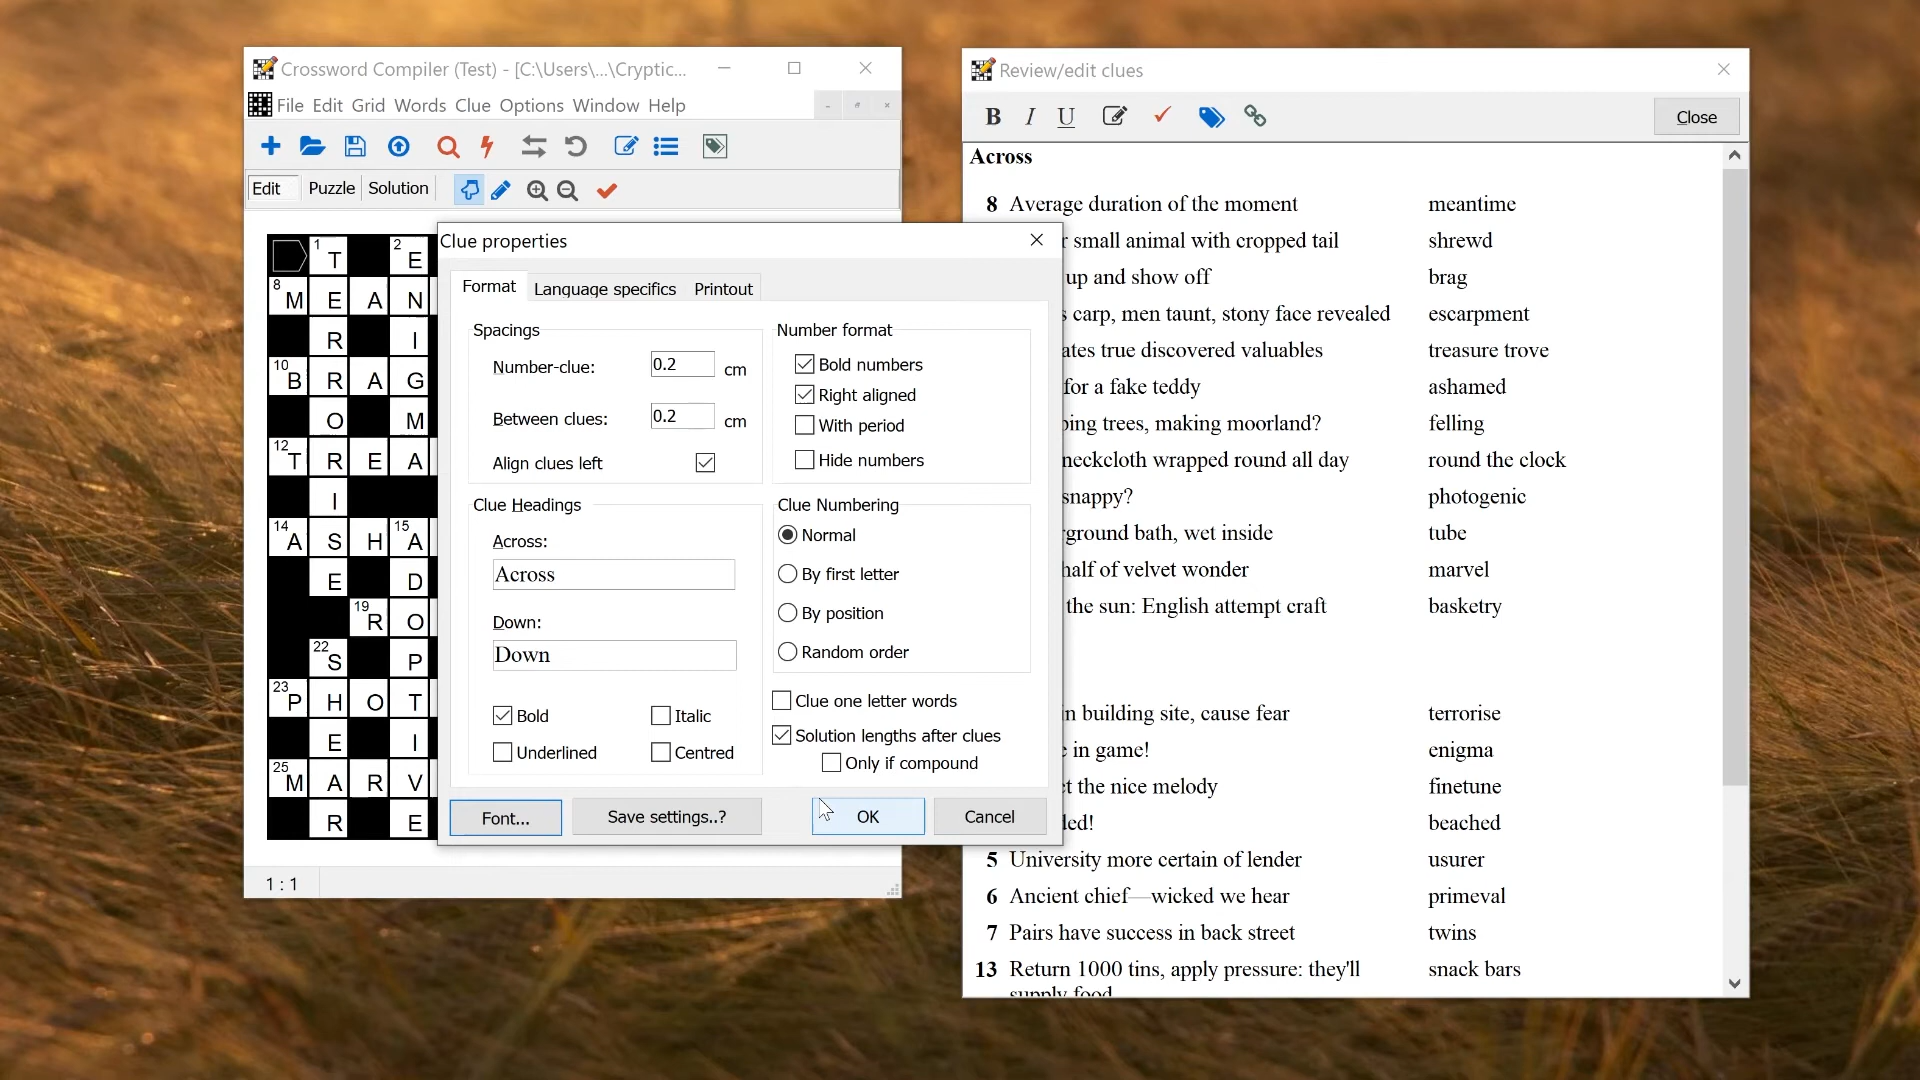 Crossword Compiler (Test) - [C:\Users\...\Cryptic...
File Edit Grid Words Clue Options Window Help
Edit Puzzle Solution
1 T 2 E
8 M E A N
R I
10 B R A G
O M
12 T R E A
I
14 A S H 15 A
E D
19 R O
22 S P
23 P H O T
E I
25 M A R V
R E
1 : 1
Clue properties
Format Language specifics Printout
Spacings
Number-clue: 0.2 cm
Between clues: 0.2 cm
Align clues left
Clue Headings
Across:
Across
Down:
Down
Bold Italic
Underlined Centred
Number format
Bold numbers
Right aligned
With period
Hide numbers
Clue Numbering
Normal
By first letter
By position
Random order
Clue one letter words
Solution lengths after clues
Only if compound
Font... Save settings..? OK Cancel
Review/edit clues
B I U Close
Across
8 Average duration of the moment meantime
small animal with cropped tail shrewd
up and show off brag
carp, men taunt, stony face revealed escarpment
ates true discovered valuables treasure trove
for a fake teddy ashamed
ing trees, making moorland? felling
neckcloth wrapped round all day round the clock
snappy? photogenic
ground bath, wet inside tube
half of velvet wonder marvel
the sun: English attempt craft basketry
in building site, cause fear terrorise
in game! enigma
ct the nice melody finetune
led! beached
5 University more certain of lender usurer
6 Ancient chief—wicked we hear primeval
7 Pairs have success in back street twins
13 Return 1000 tins, apply pressure: they'll snack bars
supply food